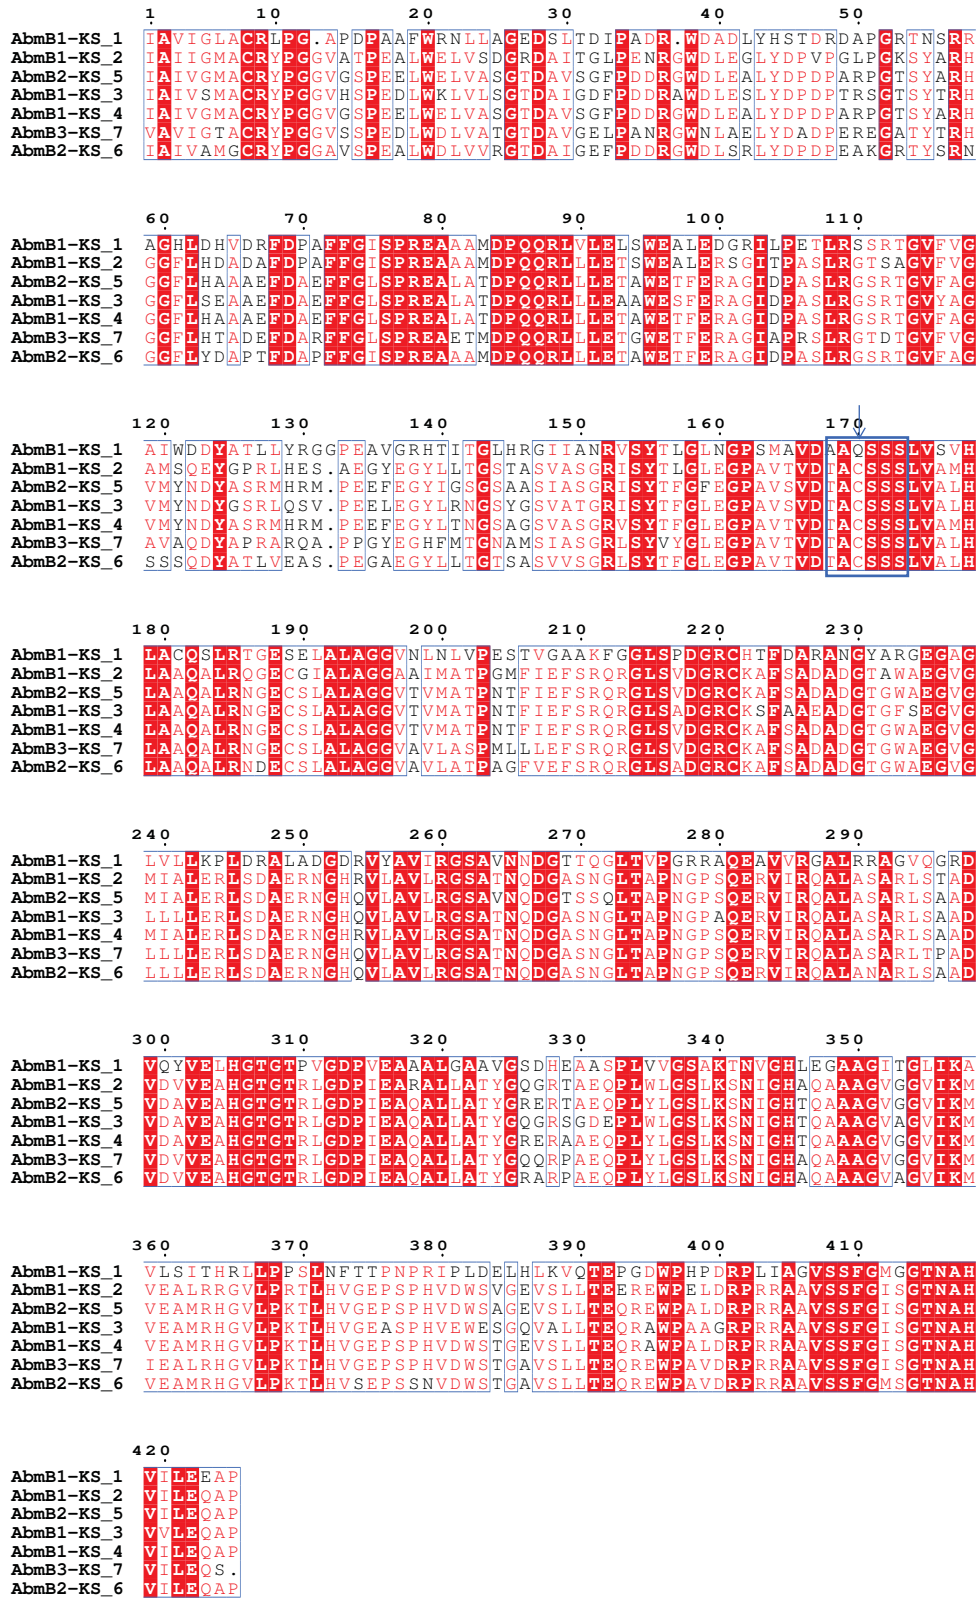 1 10 20 30 40 50
AbmB1-KS_1 IAVIGLACRLPG.APDPAAFWRNLLAGEDSLTDIPADR.WDADLYHSTDRDAPGRTNSRR
AbmB1-KS_2 IAIIGMACRYPGGVATPEALWELVSDGRDAITGLPENRGWDLEGLYDPVPGLPGKSYARH
AbmB2-KS_5 IAIVGMACRYPGGVGSPEELWELVASGTDAVSGFPDDRGWDLEALYDPDPARPGTSYTRH
AbmB1-KS_3 IAIVSMACRYPGGVHSPEDLWKLVLSGTDAIGDFPDDRAWDLESLYDPDPTRSGTSYTRH
AbmB1-KS_4 IAIVGMACRYPGGVGSPEELWELVASGTDAVSGFPDDRGWDLEALYDPDPARPGTSYTRH
AbmB3-KS_7 VAVIGTACRYPGGVSSPEDLWDLVATGTDAVGELPANRGWNLAELYDADPEREGATYTRH
AbmB2-KS_6 IAIVAMGCRYPGGAVSPEALWDLVVRGTDAIGEFPDDRGWDLSRLYDPDPEAKGRTYSRN
60 70 80 90 100 110
AbmB1-KS_1 AGHLDHVDRFDPAFFGISPREAAAMDPQQRLVLELSWEALEDGRILPETLRSSRTGVFVG
AbmB1-KS_2 GGFLHDADAFDPAFFGISPREAAAMDPQQRLLLETSWEALERSGITPASLRGTSAGVFVG
AbmB2-KS_5 GGFLHAAAEFDAEFFGLSPREALATDPQQRLLLETAWETFERAGIDPASLRGSRTGVFAG
AbmB1-KS_3 GGFLSEAAEFDAEFFGLSPREALATDPQQRLLLEAAWESFERAGIDPASLRGSRTGVYAG
AbmB1-KS_4 GGFLHAAAEFDAEFFGLSPREALATDPQQRLLLETAWETFERAGIDPASLRGSRTGVFAG
AbmB3-KS_7 GGFLHTADEFDARFFGLSPREAETMDPQQRLLLETGWETFERAGIAPRSLRGTDTGVFVG
AbmB2-KS_6 GGFLYDAPTFDAPFFGISPREAAAMDPQQRLLLETAWETFERAGIDPASLRGSRTGVFAG
120 130 140 150 160 170
AbmB1-KS_1 AIWDDYATLLYRGGPEAVGRHTITGLHRGIIANRVSYTLGLNGPSMAVDAAQSSSLVSVH
AbmB1-KS_2 AMSQEYGPRLHES.AEGYEGYLLTGSTASVASGRISYTLGLEGPAVTVDTACSSSLVAMH
AbmB2-KS_5 VMYNDYASRMHRM.PEEFEGYIGSGSAASIASGRISYTFGFEGPAVSVDTACSSSLVALH
AbmB1-KS_3 VMYNDYGSRLQSV.PEELEGYLRNGSYGSVATGRISYTFGLEGPAVTVDTACSSSLVALH
AbmB1-KS_4 VMYNDYASRMHRM.PEEFEGYLTNGSAGSVASGRVSYTFGLEGPAVTVDTACSSSLVAMH
AbmB3-KS_7 AVAQDYAPRARQA.PPGYEGHFMTGNAMSIASGRLSYVYGLEGPAVTVDTACSSSLVALH
AbmB2-KS_6 SSSQDYATLVEAS.PEGAEGYLLTGTSASVVSGRLSYTFGLEGPAVTVDTACSSSLVALH
180 190 200 210 220 230
AbmB1-KS_1 LACQSLRTGESELALAGGVNLNLVPESTVGAAKFGGLSPDGRCHTFDARANGYARGEGAG
AbmB1-KS_2 LAAQALRQGECGIALAGGAAIMATPGMFIEFSRQRGLSVDGRCKAFSADADGTAWAEGVG
AbmB2-KS_5 LAAQALRNGECSLALAGGVTVMATPNTFIEFSRQRGLSVDGRCKAFSADADGTGWAEGVG
AbmB1-KS_3 LAAQALRNGECSLALAGGVTVMATPNTFIEFSRQRGLSADGRCKSFAAEADGTGFSEGVG
AbmB1-KS_4 LAAQALRNGECSLALAGGVTVMATPNTFIEFSRQRGLSVDGRCKAFSADADGTGWAEGVG
AbmB3-KS_7 LAAQALRNGECSLALAGGVAVLASPMLLLEFSRQRGLSVDGRCKAFSADADGTGWAEGVG
AbmB2-KS_6 LAAQALRNDECSLALAGGVAVLATPAGFVEFSRQRGLSADGRCKAFSADADGTGWAEGVG
240 250 260 270 280 290
AbmB1-KS_1 LVLLKPLDRALADGDRVYAVIRGSAVNNDGTTQGLTVPGRRAQEAVVRGALRRAGVQGRD
AbmB1-KS_2 MIALERLSDAERNGHRVLAVLRGSATNQDGASNGLTAPNGPSQERVIRQALASARLSTAD
AbmB2-KS_5 MIALERLSDAERNGHQVLAVLRGSAVNQDGTSSQLTAPNGPSQERVIRQALASARLSAAD
AbmB1-KS_3 LLLLERLSDAERNGHQVLAVLRGSATNQDGASNGLTAPNGPAQERVIRQALASARLSAAD
AbmB1-KS_4 MIALERLSDAERNGHRVLAVLRGSATNQDGASNGLTAPNGPSQERVIRQALASARLSAAD
AbmB3-KS_7 LLLLERLSDAERNGHQVLAVLRGSATNQDGASNGLTAPNGPSQERVIRQALASARLTPAD
AbmB2-KS_6 LLLLERLSDAERNGHQVLAVLRGSATNQDGASNGLTAPNGPSQERVIRQALANARLSAAD
300 310 320 330 340 350
AbmB1-KS_1 VQYVELHGTGTPVGDPVEAAALGAAVGSDHEAASPLVVGSAKTNVGHLEGAAGITGLIKA
AbmB1-KS_2 VDVVEAHGTGTRLGDPIEARALLATYGQGRTAEQPLWLGSLKSNIGHAQAAAGVGGVIKM
AbmB2-KS_5 VDAVEAHGTGTRLGDPIEAQALLATYGRERTAEQPLYLGSLKSNIGHTQAAAGVGGVIKM
AbmB1-KS_3 VDAVEAHGTGTRLGDPIEAQALLATYGQGRSGDEPLWLGSLKSNIGHTQAAAGVAGVIKM
AbmB1-KS_4 VDAVEAHGTGTRLGDPIEAQALLATYGRERAAEQPLYLGSLKSNIGHTQAAAGVAGVIKM
AbmB3-KS_7 VDVVEAHGTGTRLGDPIEAQALLATYGQQRPAEQPLYLGSLKSNIGHAQAAAGVGGVIKM
AbmB2-KS_6 VDVVEAHGTGTRLGDPIEAQALLATYGRARPAEQPLYLGSLKSNIGHAQAAAGVAGVIKM
360 370 380 390 400 410
AbmB1-KS_1 VLSITHRLLPPSLNFTTPNPRIPLDELHLKVQTEPGDWPHPDRPLIAGVSSFGMGGTNAH
AbmB1-KS_2 VEALRRGVLPRTLHVGEPSPHVDWSVGEVSLLTEEREWPELDRPRRAAVSSFGISGTNAH
AbmB2-KS_5 VEAMRHGVLPKTLHVGEPSPHVDWSTGEVSLLTEQREWPALDRPRRAAVSSFGISGTNAH
AbmB1-KS_3 VEAMRHGVLPKTLHVGEASPHVEWESGQVALLTEQRAWPAAGRPRRAAVSSFGISGTNAH
AbmB1-KS_4 VEAMRHGVLPKTLHVGEPSPHVDWSTGEVSLLTEQRAWPALDRPRRAAVSSFGISGTNAH
AbmB3-KS_7 IEALRHGVLPKTLHVGEPSPHVDWSTGAVSLLTEQREWPAVDRPRRAAVSSFGISGTNAH
AbmB2-KS_6 VEAMRHGVLPKTLHVSEPSSNVDWSTGAVSLLTEQREWPAVDRPRRAAVSSFGMSGTNAH
420
AbmB1-KS_1 VILEEAP
AbmB1-KS_2 VILEQAP
AbmB2-KS_5 VILEQAP
AbmB1-KS_3 VVLEQAP
AbmB1-KS_4 VILEQAP
AbmB3-KS_7 VILEQS.
AbmB2-KS_6 VILEQAP